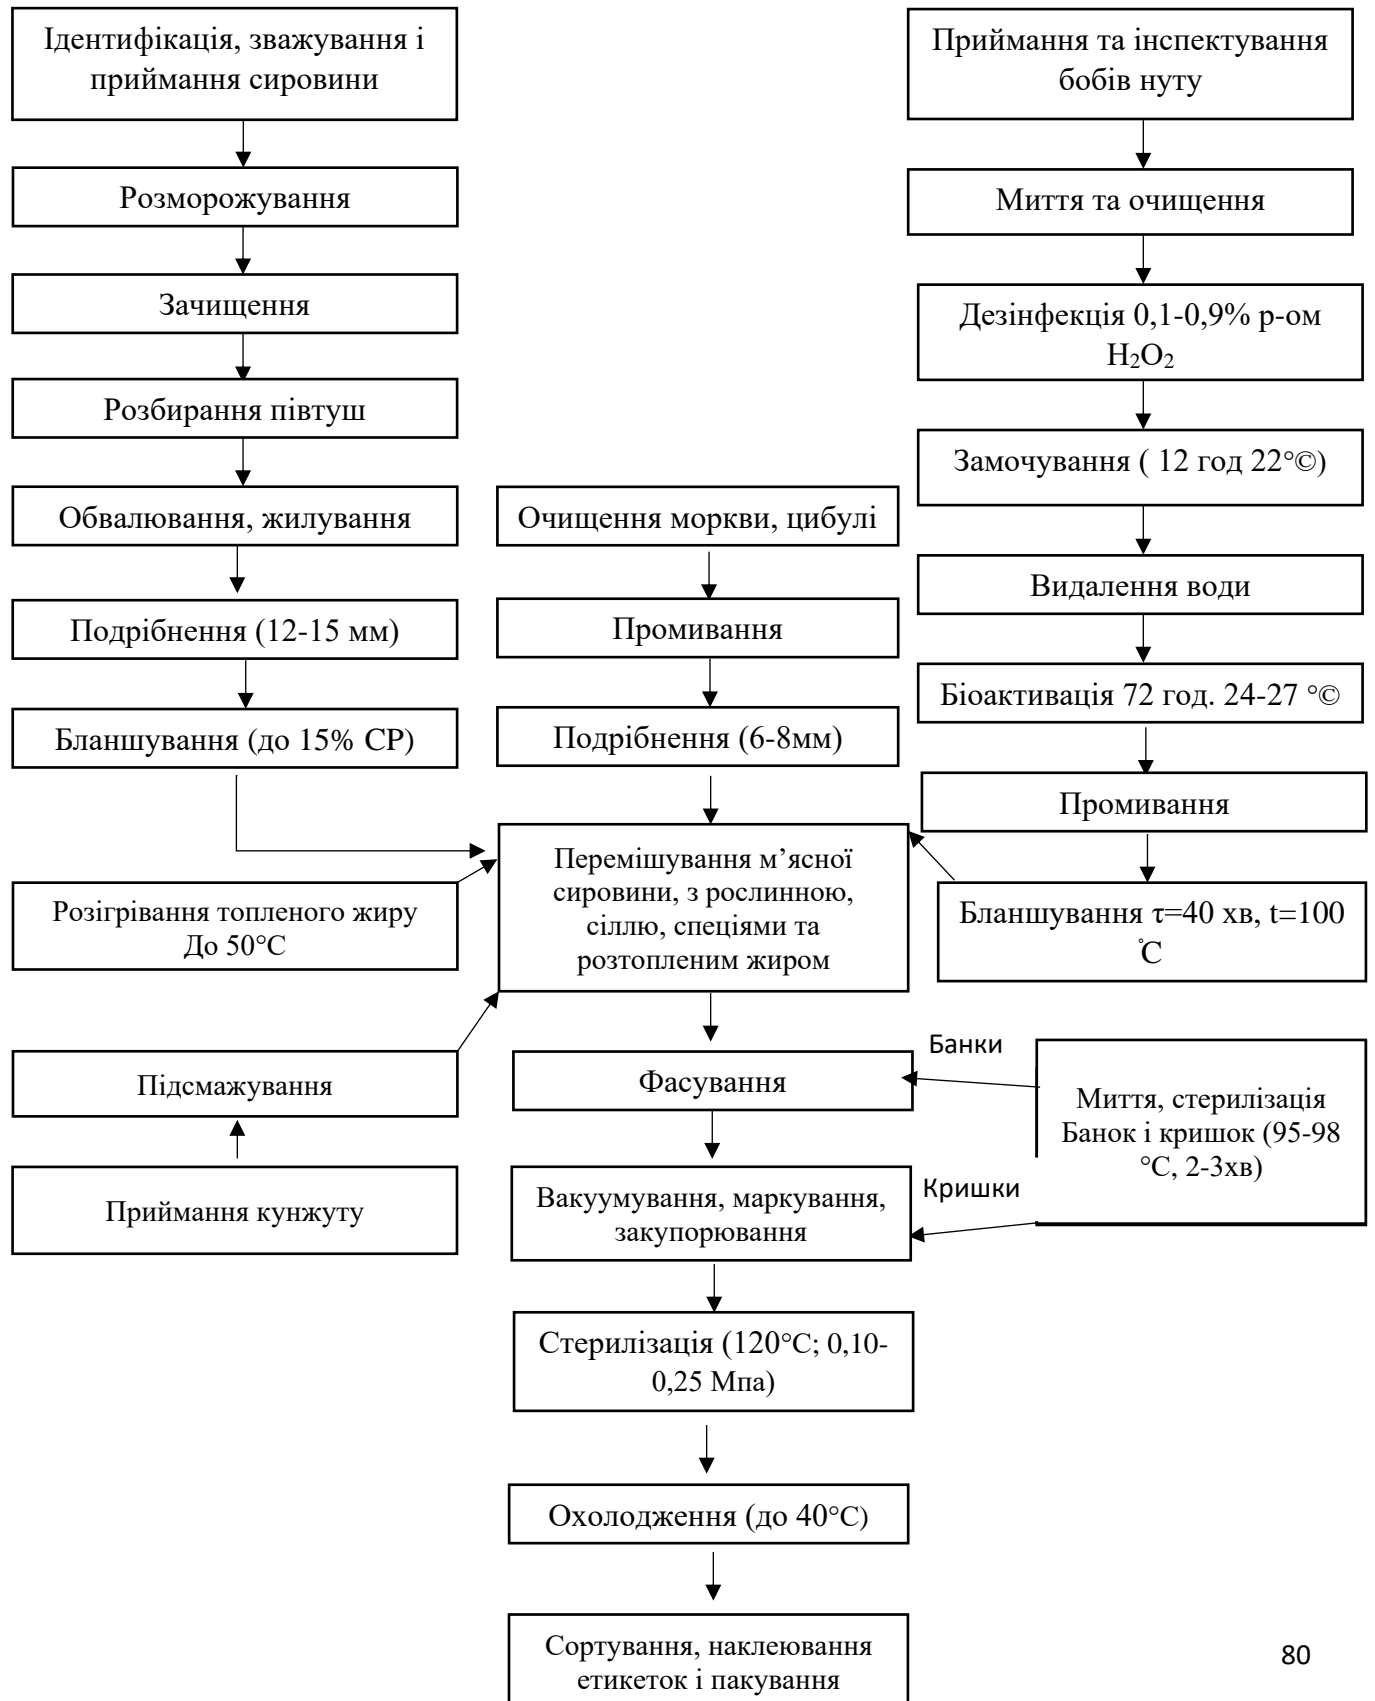 Ідентифікація, зважування і
приймання сировини
Розморожування
Зачищення
Розбирання півтуш
Обвалювання, жилування
Подрібнення (12-15 мм)
Бланшування (до 15% СР)
Розігрівання топленого жиру
До 50°С
Підсмажування
Приймання кунжуту
Очищення моркви, цибулі
Промивання
Подрібнення (6-8мм)
Перемішування м’ясної
сировини, з рослинною,
сіллю, спеціями та
розтопленим жиром
Фасування
Вакуумування, маркування,
закупорювання
Стерилізація (120°С; 0,10-
0,25 Мпа)
Охолодження (до 40°С)
Сортування, наклеювання
етикеток і пакування
Приймання та інспектування
бобів нуту
Миття та очищення
Дезінфекція 0,1-0,9% р-ом
H₂O₂
Замочування ( 12 год 22°©)
Видалення води
Біоактивація 72 год. 24-27 °©
Промивання
Бланшування τ=40 хв, t=100
°С
Банки
Миття, стерилізація
Банок і кришок (95-98
°С, 2-3хв)
Кришки
80